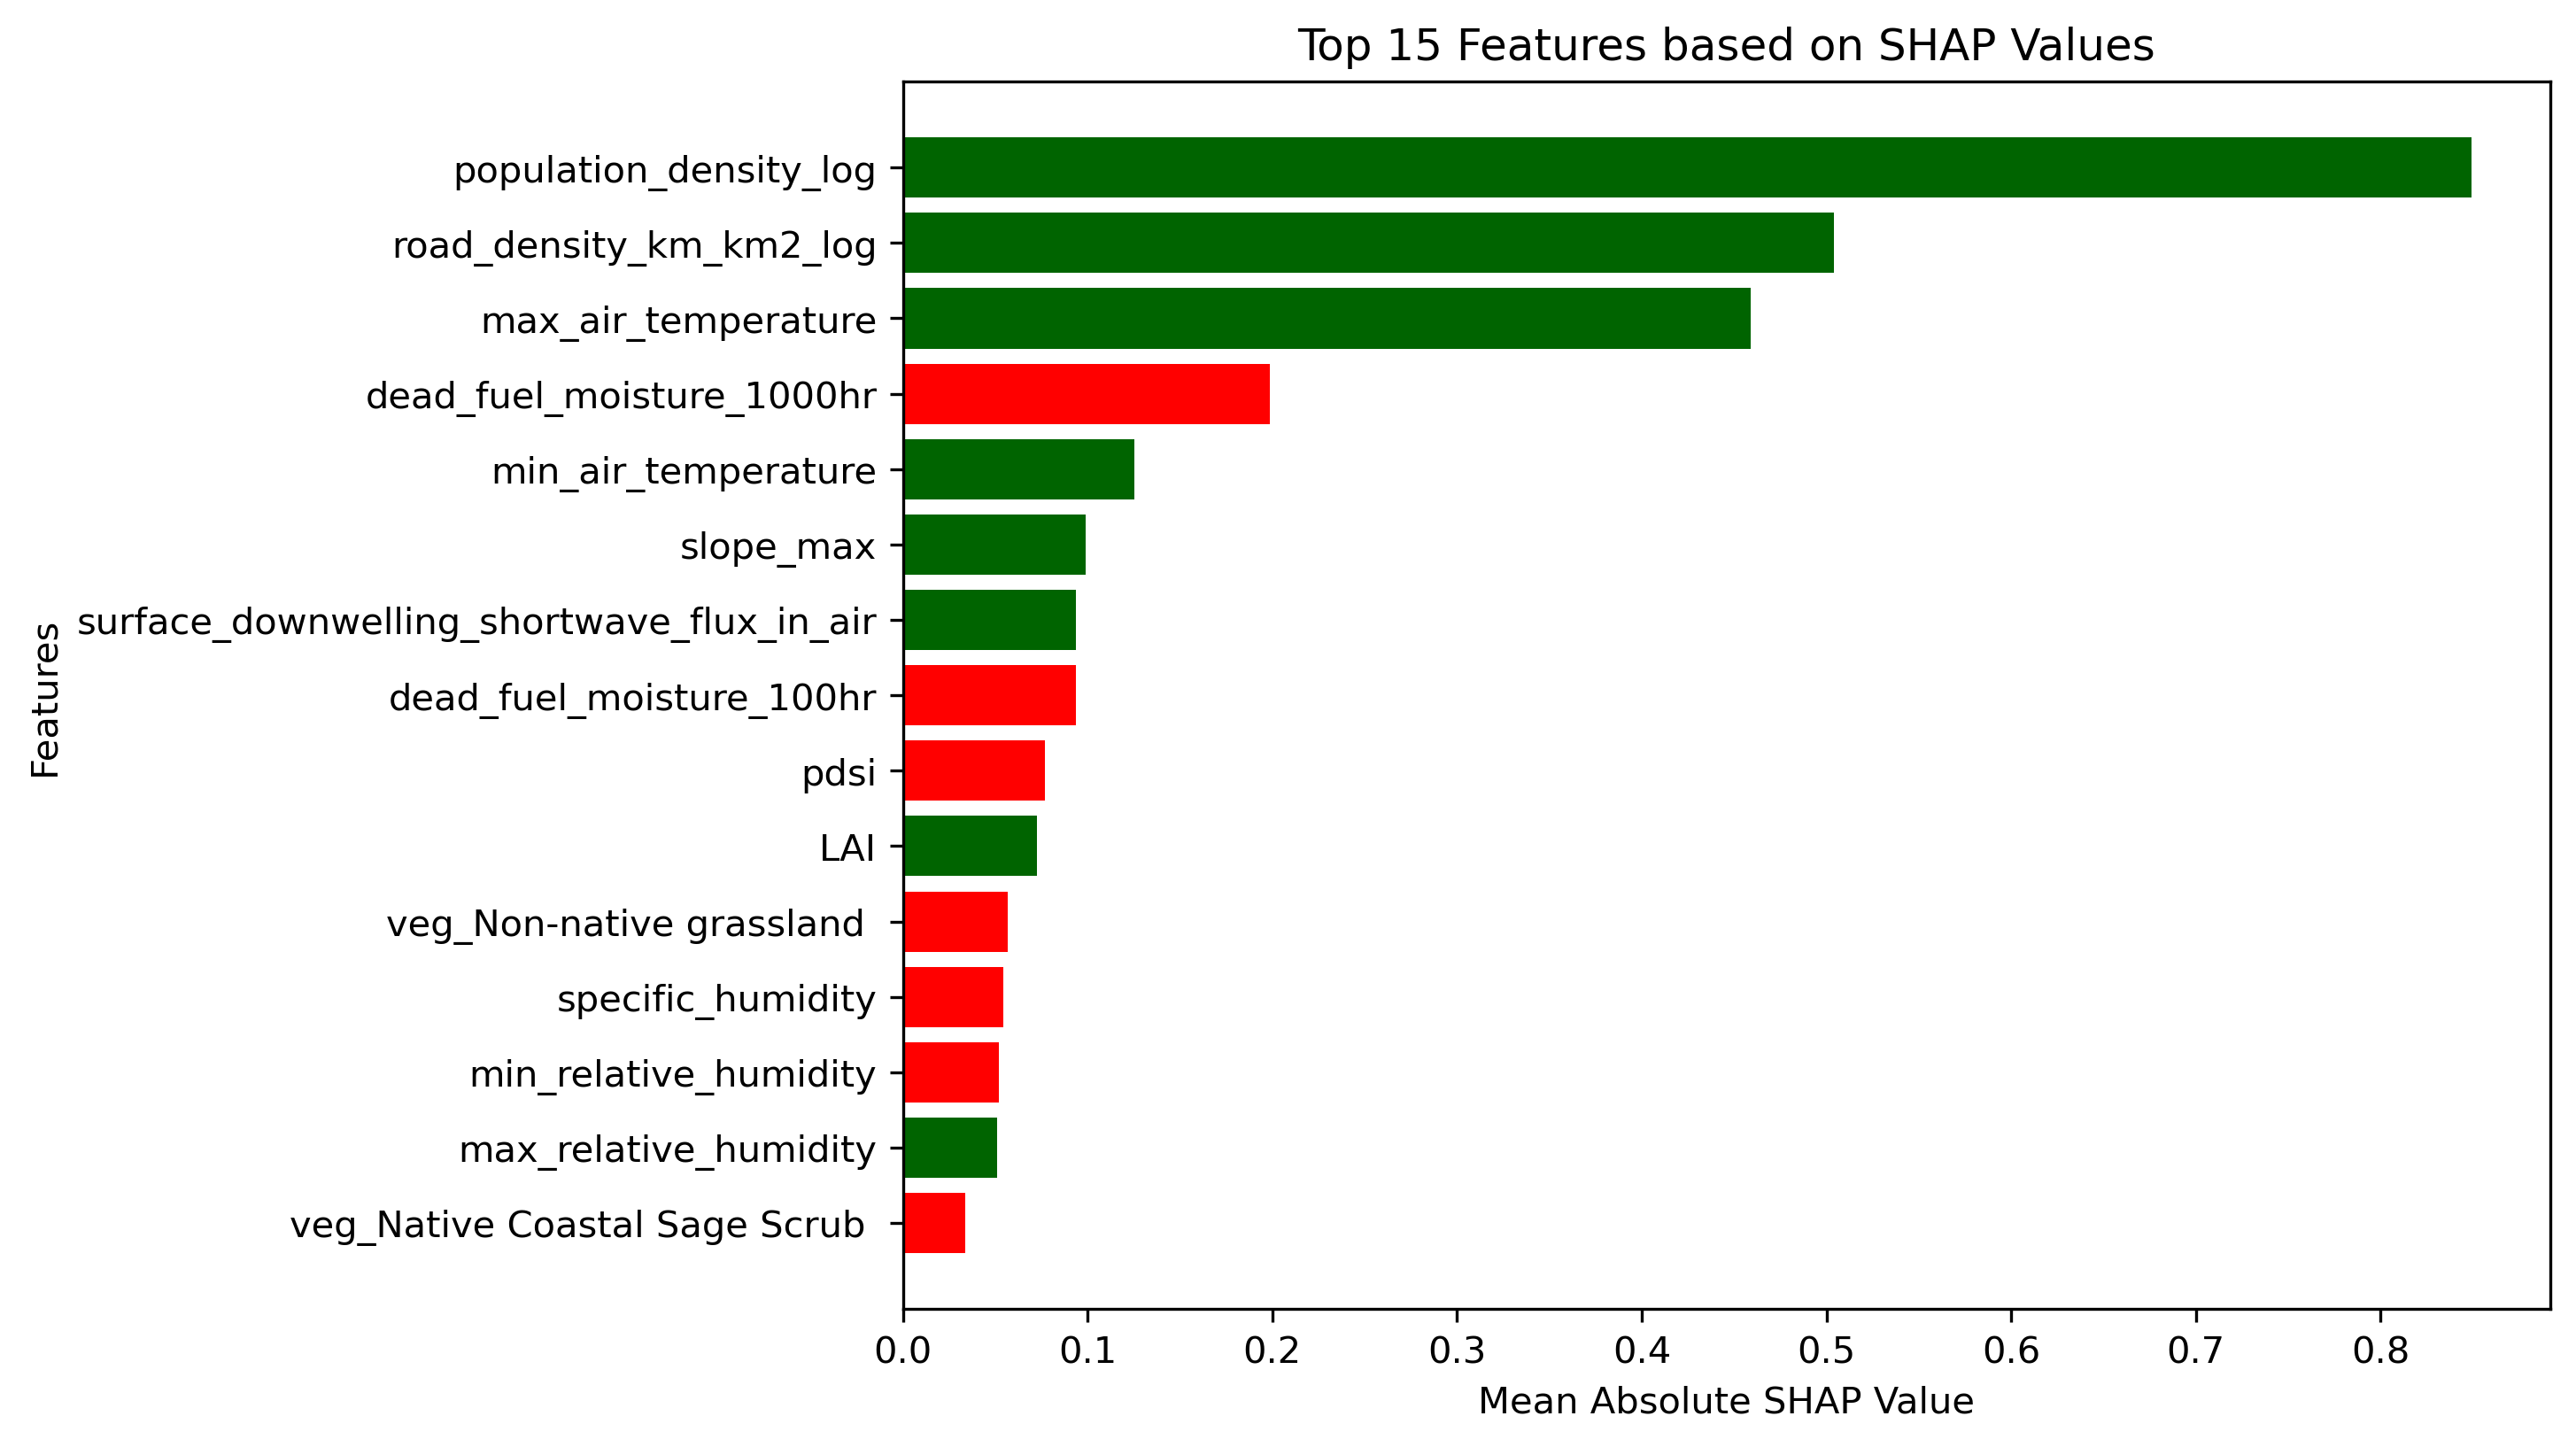 Top 15 Features based on SHAP Values
Features
population_density_log
road_density_km_km2_log
max_air_temperature
dead_fuel_moisture_1000hr
min_air_temperature
slope_max
surface_downwelling_shortwave_flux_in_air
dead_fuel_moisture_100hr
pdsi
LAI
veg_Non-native grassland
specific_humidity
min_relative_humidity
max_relative_humidity
veg_Native Coastal Sage Scrub
0.0 0.1 0.2 0.3 0.4 0.5 0.6 0.7 0.8
Mean Absolute SHAP Value